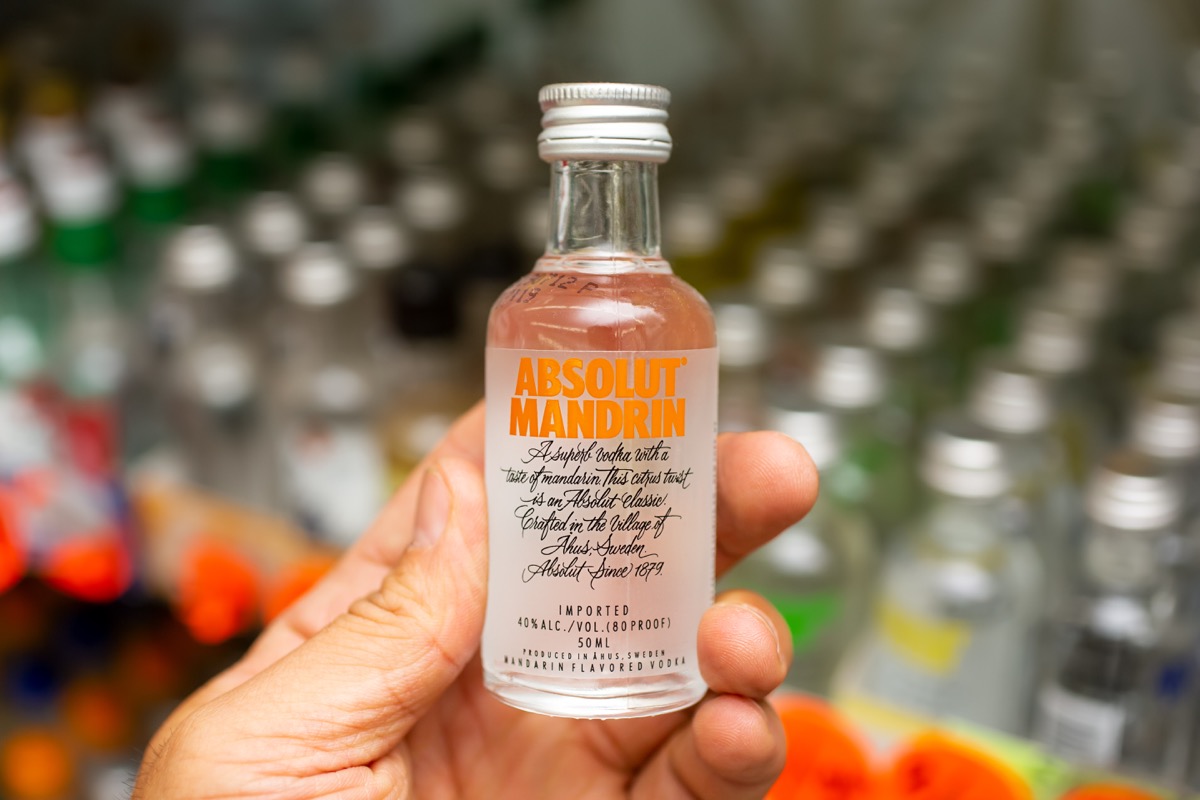 ABSOLUT®
MANDRIN
A superb vodka with a
taste of mandarin. This citrus twist
is an Absolut classic.
Crafted in the village of
Åhus, Sweden.
Absolut Since 1879.
IMPORTED
40% ALC./VOL. (80 PROOF)
50ML
PRODUCED IN ÅHUS, SWEDEN
MANDARIN FLAVORED VODKA